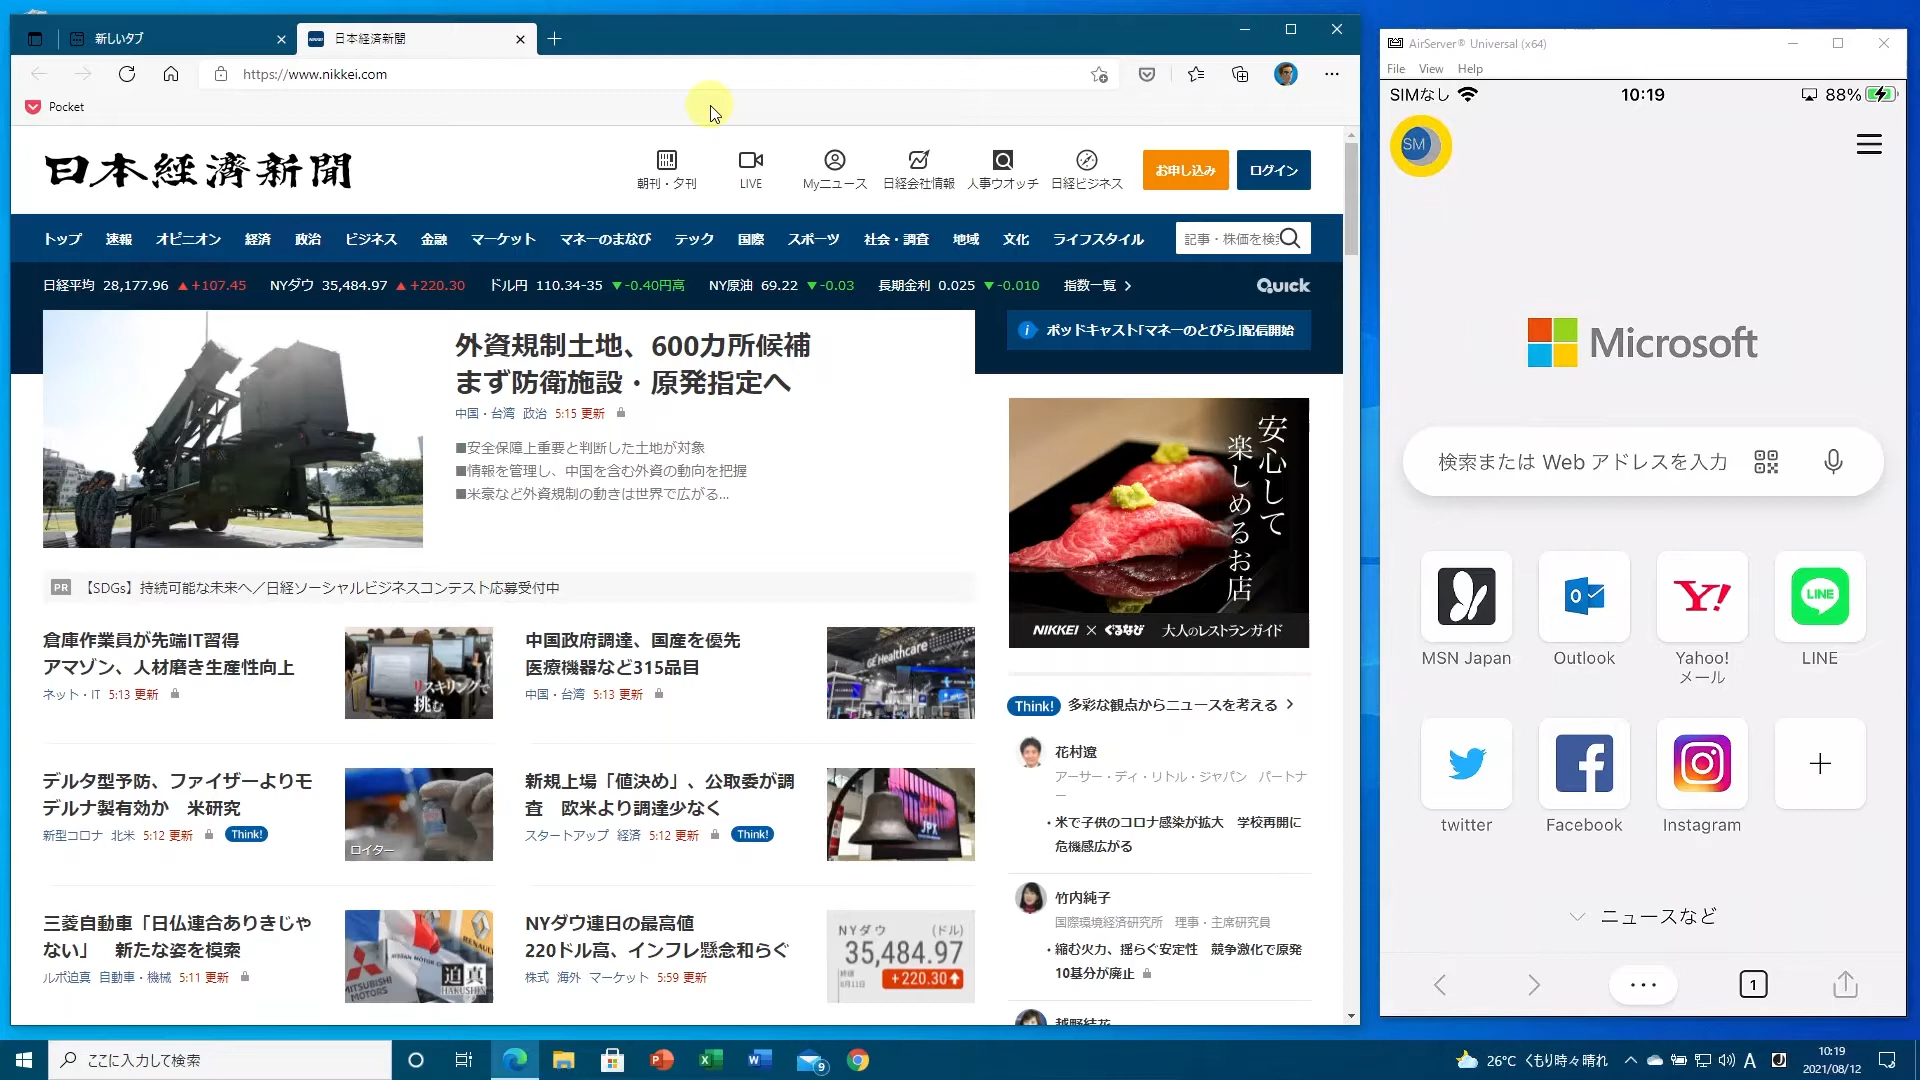 新しいタブ
日本経済新聞
https://www.nikkei.com
Pocket
日本経済新聞
朝刊・夕刊
LIVE
Myニュース
日経会社情報
人事ウオッチ
日経ビジネス
お申し込み
ログイン
トップ 速報 オピニオン 経済 政治 ビジネス 金融 マーケット マネーのまなび テック 国際 スポーツ 社会・調査 地域 文化 ライフスタイル
記事・株価を検
日経平均 28,177.96 ▲+107.45 NYダウ 35,484.97 ▲+220.30 ドル円 110.34-35 ▼-0.40円高 NY原油 69.22 ▼-0.03 長期金利 0.025 ▼-0.010 指数一覧
Quick
外資規制土地、600カ所候補
まず防衛施設・原発指定へ
中国・台湾 政治 5:15 更新
■安全保障上重要と判断した土地が対象
■情報を管理し、中国を含む外資の動向を把握
■米豪など外資規制の動きは世界で広がる...
ポッドキャスト「マネーのとびら」配信開始
安心して
楽しめるお店
NIKKEI × ぐるなび 大人のレストランガイド
PR 【SDGs】持続可能な未来へ／日経ソーシャルビジネスコンテスト応募受付中
倉庫作業員が先端IT習得
アマゾン、人材磨き生産性向上
ネット・IT 5:13 更新
リスキリングで
挑む
中国政府調達、国産を優先
医療機器など315品目
中国・台湾 5:13 更新
GE Healthcare
デルタ型予防、ファイザーよりモ
デルナ製有効か 米研究
新型コロナ 北米 5:12 更新 Think!
ロイター
新規上場「値決め」、公取委が調
査 欧米より調達少なく
スタートアップ 経済 5:12 更新 Think!
JPX
三菱自動車「日仏連合ありきじゃ
ない」 新たな姿を模索
ルポ迫真 自動車・機械 5:11 更新
MITSUBISHI
MOTORS
NISSAN MOTOR
RENAULT
迫真
HAKUSHIN
NYダウ連日の最高値
220ドル高、インフレ懸念和らぐ
株式 海外 マーケット 5:59 更新
NYダウ (ドル)
35,484.97
終値
8月11日
+220.30
Think! 多彩な観点からニュースを考える
花村遼
アーサー・ディ・リトル・ジャパン パートナ
ー
・米で子供のコロナ感染が拡大 学校再開に
危機感広がる
竹内純子
国際環境経済研究所 理事・主席研究員
・縮む火力、揺らぐ安定性 競争激化で原発
10基分が廃止
AirServer® Universal (x64)
File View Help
SIMなし
10:19
88%
SM
Microsoft
検索または Web アドレスを入力
MSN Japan
Outlook
Yahoo!
メール
LINE
LINE
twitter
Facebook
Instagram
ニュースなど
1
ここに入力して検索
9
26°C くもり時々晴れ
A
10:19
2021/08/12